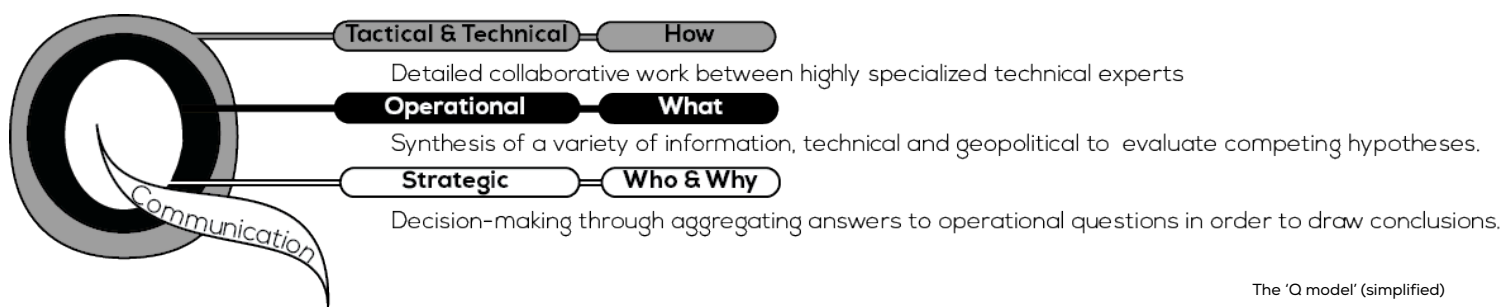 Tactical & Technical How
Detailed collaborative work between highly specialized technical experts
Operational What
Synthesis of a variety of information, technical and geopolitical to evaluate competing hypotheses.
Strategic Who & Why
Communication
Decision-making through aggregating answers to operational questions in order to draw conclusions.
The ‘Q model’ (simplified)